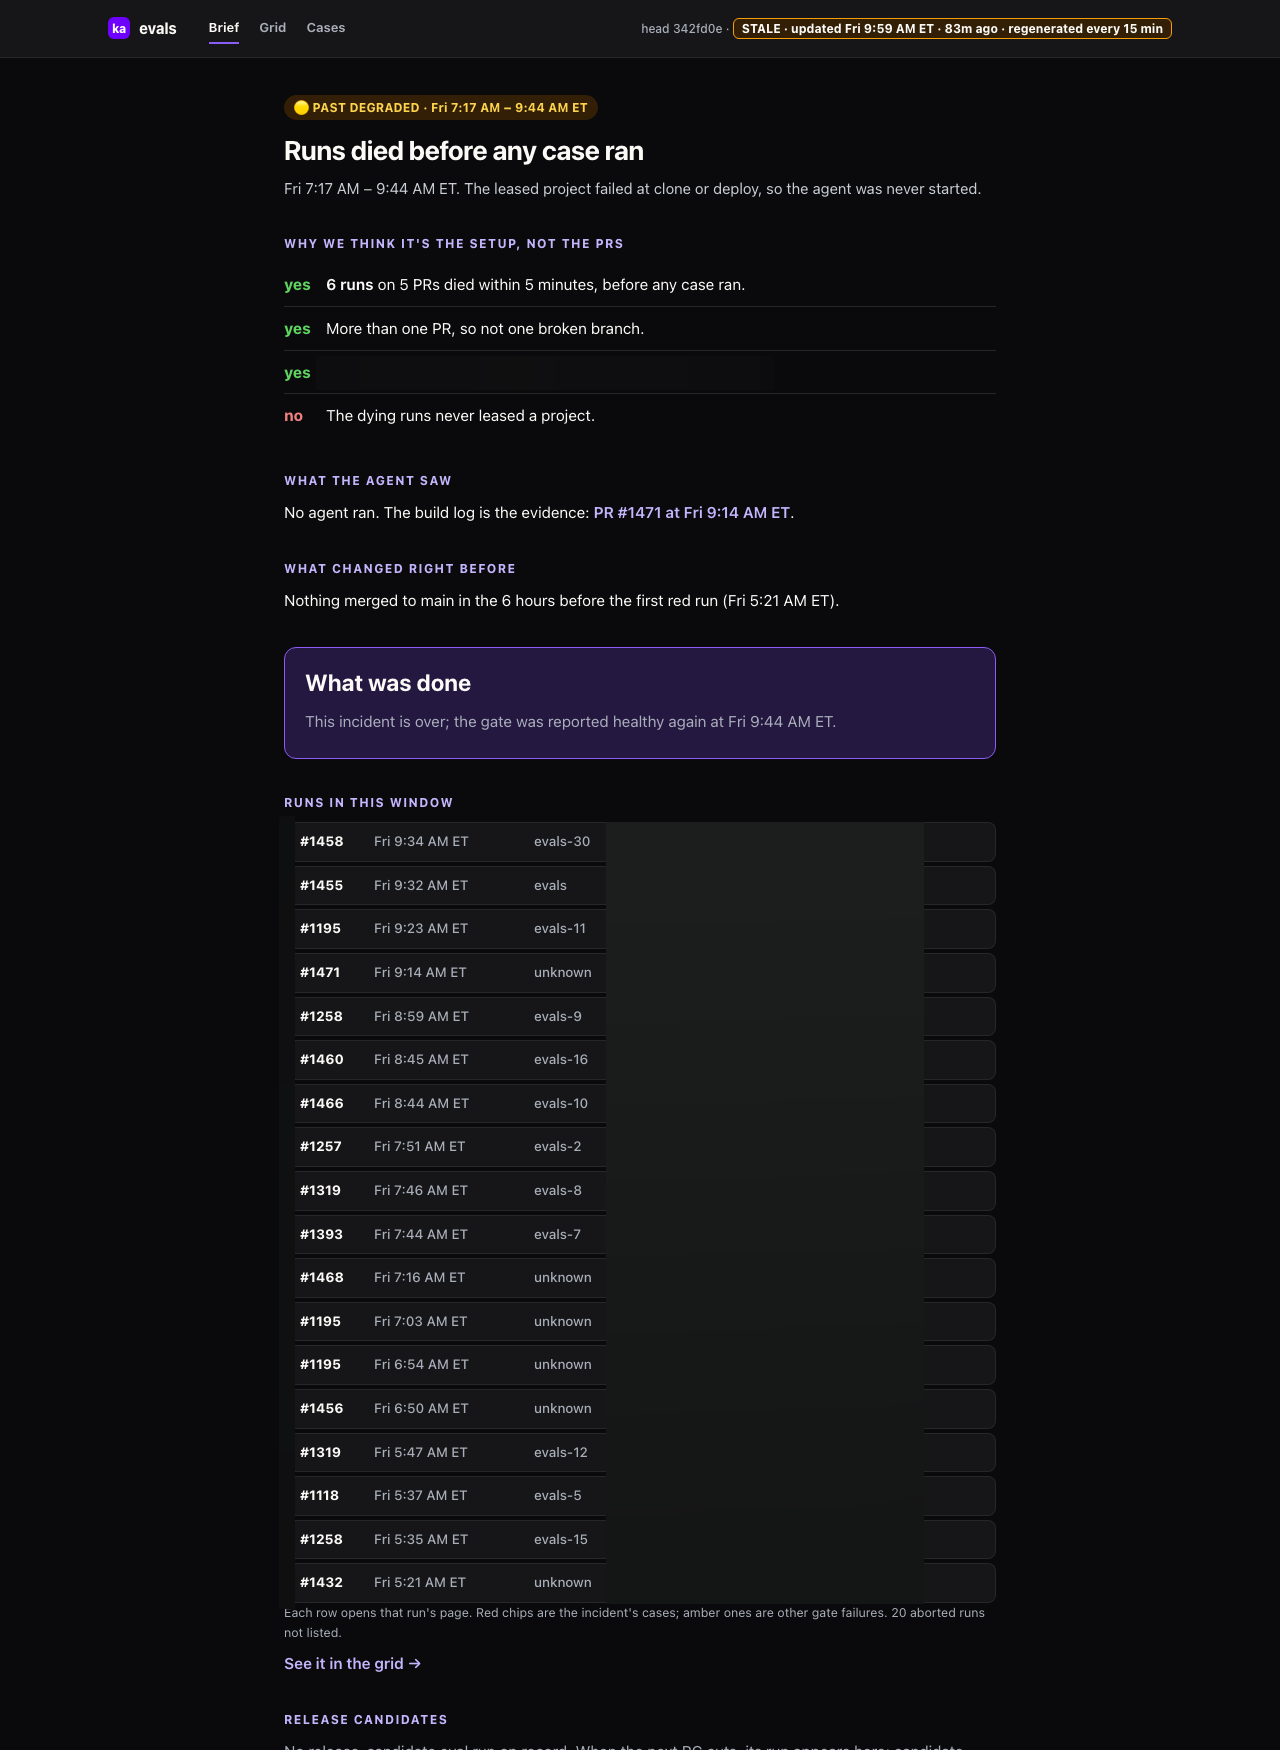 ka evals Brief Grid Cases head 342fd0e · STALE · updated Fri 9:59 AM ET · 83m ago · regenerated every 15 min
PAST DEGRADED · Fri 7:17 AM – 9:44 AM ET
Runs died before any case ran
Fri 7:17 AM – 9:44 AM ET. The leased project failed at clone or deploy, so the agent was never started.
WHY WE THINK IT'S THE SETUP, NOT THE PRS
yes 6 runs on 5 PRs died within 5 minutes, before any case ran.
yes More than one PR, so not one broken branch.
yes
no The dying runs never leased a project.
WHAT THE AGENT SAW
No agent ran. The build log is the evidence: PR #1471 at Fri 9:14 AM ET.
WHAT CHANGED RIGHT BEFORE
Nothing merged to main in the 6 hours before the first red run (Fri 5:21 AM ET).
What was done
This incident is over; the gate was reported healthy again at Fri 9:44 AM ET.
RUNS IN THIS WINDOW
#1458 Fri 9:34 AM ET evals-30
#1455 Fri 9:32 AM ET evals
#1195 Fri 9:23 AM ET evals-11
#1471 Fri 9:14 AM ET unknown
#1258 Fri 8:59 AM ET evals-9
#1460 Fri 8:45 AM ET evals-16
#1466 Fri 8:44 AM ET evals-10
#1257 Fri 7:51 AM ET evals-2
#1319 Fri 7:46 AM ET evals-8
#1393 Fri 7:44 AM ET evals-7
#1468 Fri 7:16 AM ET unknown
#1195 Fri 7:03 AM ET unknown
#1195 Fri 6:54 AM ET unknown
#1456 Fri 6:50 AM ET unknown
#1319 Fri 5:47 AM ET evals-12
#1118 Fri 5:37 AM ET evals-5
#1258 Fri 5:35 AM ET evals-15
#1432 Fri 5:21 AM ET unknown
Each row opens that run's page. Red chips are the incident's cases; amber ones are other gate failures. 20 aborted runs
not listed.
See it in the grid →
RELEASE CANDIDATES